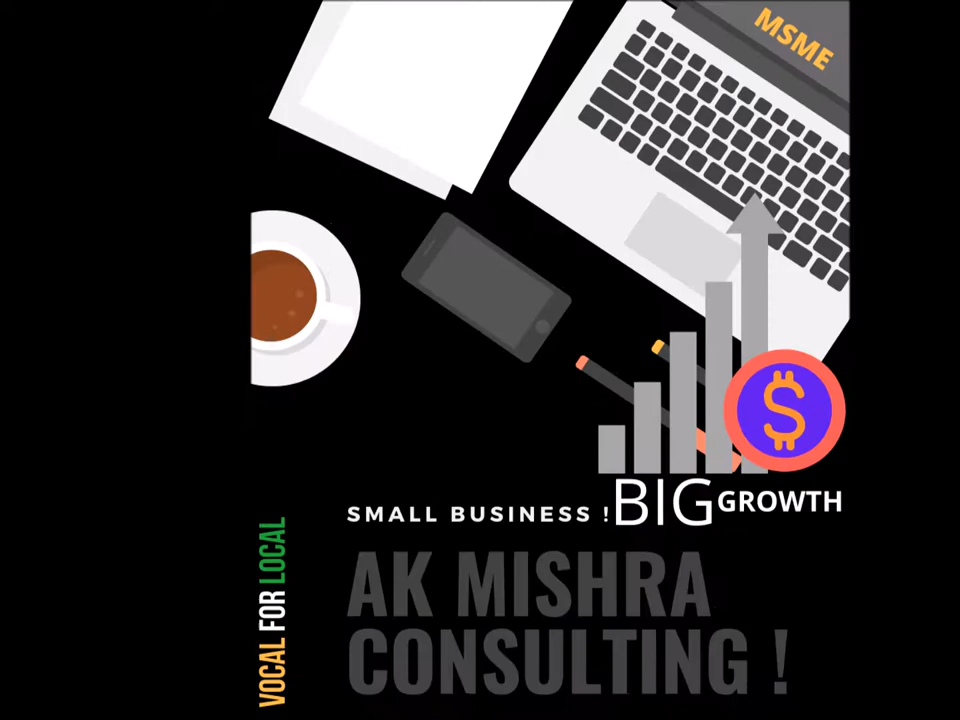 MSME
$
SMALL BUSINESS ! BIG GROWTH
AK MISHRA
CONSULTING !
VOCAL FOR LOCAL